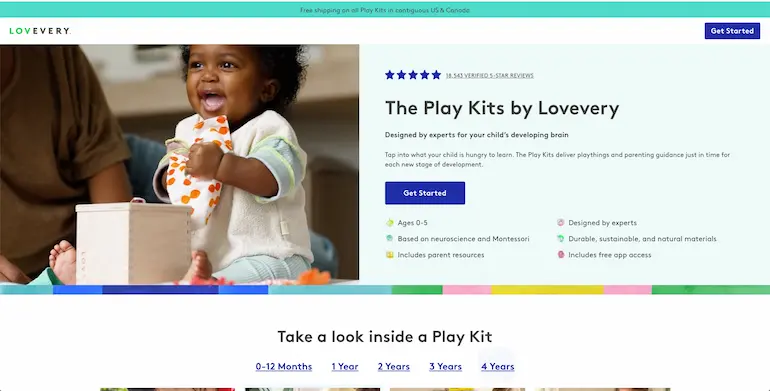 Free shipping on all Play Kits in contiguous US & Canada
LOVEVERY
Get Started
18,543 VERIFIED 5-STAR REVIEWS
The Play Kits by Lovevery
Designed by experts for your child's developing brain
Tap into what your child is hungry to learn. The Play Kits deliver playthings and parenting guidance just in time for
each new stage of development.
Get Started
Ages 0-5
Designed by experts
Based on neuroscience and Montessori
Durable, sustainable, and natural materials
Includes parent resources
Includes free app access
Take a look inside a Play Kit
0-12 Months 1 Year 2 Years 3 Years 4 Years